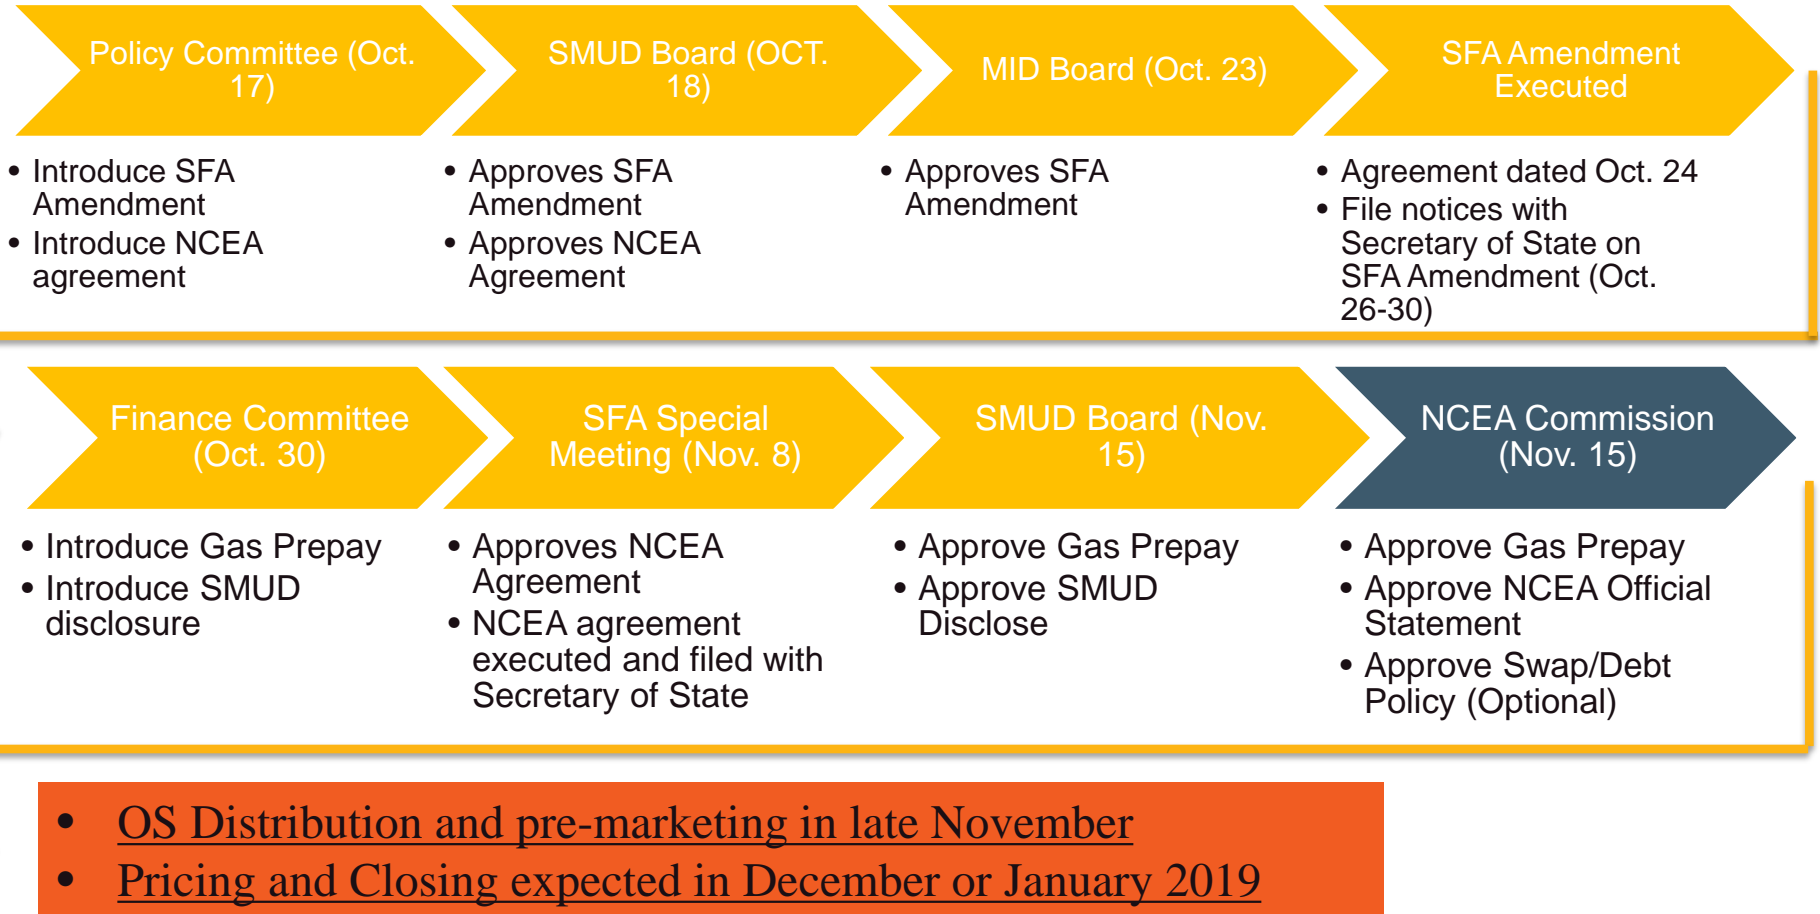 Policy Committee (Oct.
17)
• Introduce SFA
Amendment
• Introduce NCEA
agreement
SMUD Board (OCT.
18)
• Approves SFA
Amendment
• Approves NCEA
Agreement
MID Board (Oct. 23)
• Approves SFA
Amendment
SFA Amendment
Executed
• Agreement dated Oct. 24
• File notices with
Secretary of State on
SFA Amendment (Oct.
26-30)
Finance Committee
(Oct. 30)
• Introduce Gas Prepay
• Introduce SMUD
disclosure
SFA Special
Meeting (Nov. 8)
• Approves NCEA
Agreement
• NCEA agreement
executed and filed with
Secretary of State
SMUD Board (Nov.
15)
• Approve Gas Prepay
• Approve SMUD
Disclose
NCEA Commission
(Nov. 15)
• Approve Gas Prepay
• Approve NCEA Official
Statement
• Approve Swap/Debt
Policy (Optional)
• OS Distribution and pre-marketing in late November
• Pricing and Closing expected in December or January 2019